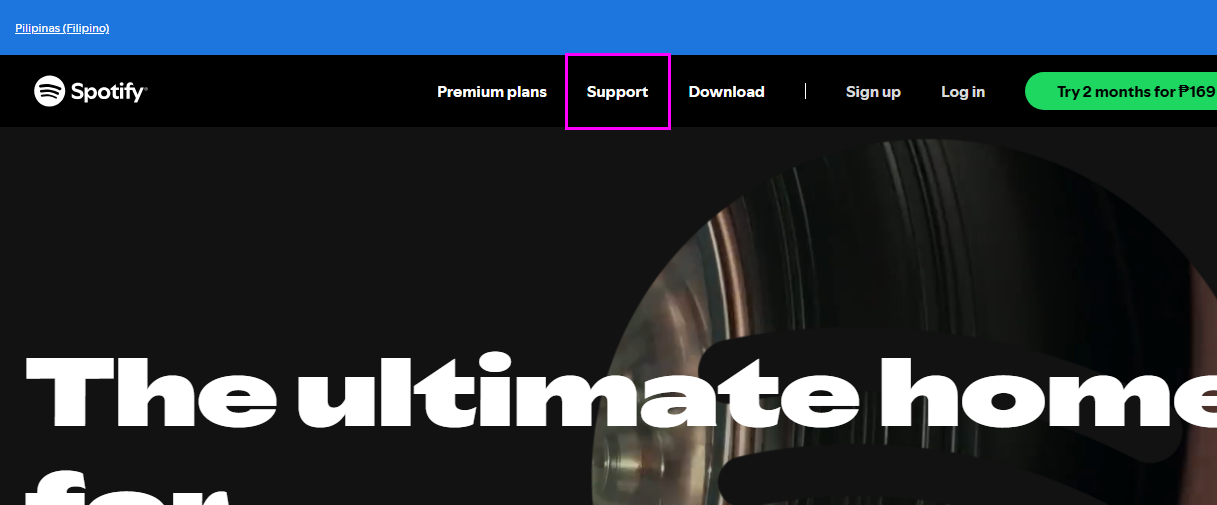 Pilipinas (Filipino)
Spotify®
Premium plans
Support
Download
Sign up
Log in
Try 2 months for ₱169
The ultimate home
for